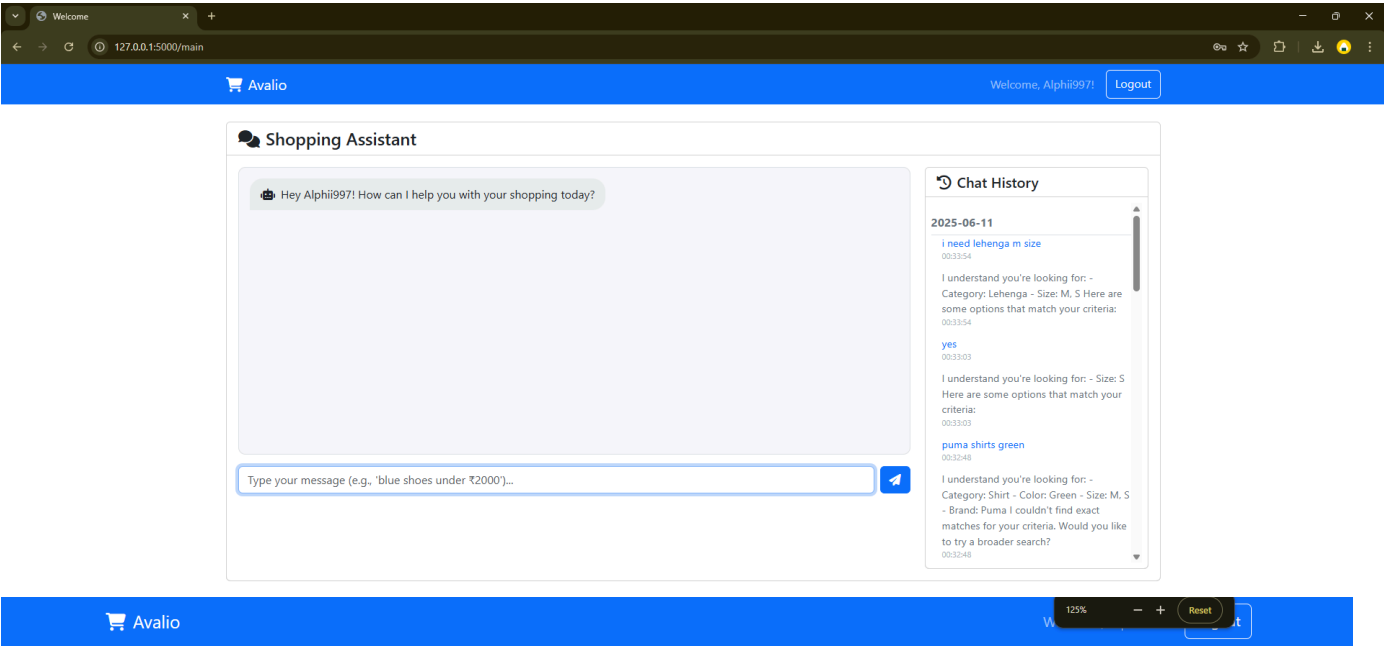 Welcome
127.0.0.1:5000/main
Avalio
Welcome, Alphii997!
Logout
Shopping Assistant
Hey Alphii997! How can I help you with your shopping today?
Type your message (e.g., 'blue shoes under ₹2000')...
Chat History
2025-06-11
i need lehenga m size
00:33:54
I understand you're looking for: -
Category: Lehenga - Size: M, S Here are
some options that match your criteria:
00:33:54
yes
00:33:03
I understand you're looking for: - Size: S
Here are some options that match your
criteria:
00:33:03
puma shirts green
00:32:48
I understand you're looking for: -
Category: Shirt - Color: Green - Size: M, S
- Brand: Puma I couldn't find exact
matches for your criteria. Would you like
to try a broader search?
00:32:48
Avalio
125%
Reset